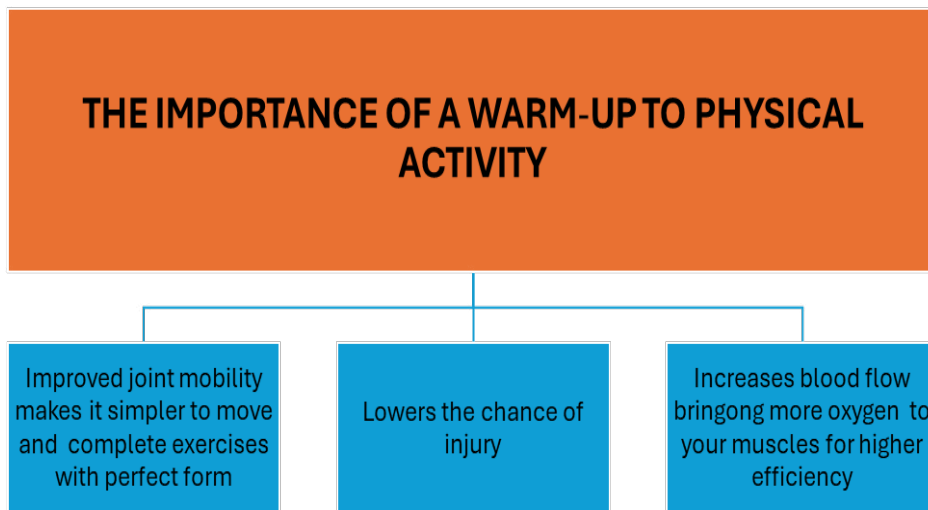 THE IMPORTANCE OF A WARM-UP TO PHYSICAL
ACTIVITY
Improved joint mobility
makes it simpler to move
and complete exercises
with perfect form
Lowers the chance of
injury
Increases blood flow
bringong more oxygen to
your muscles for higher
efficiency